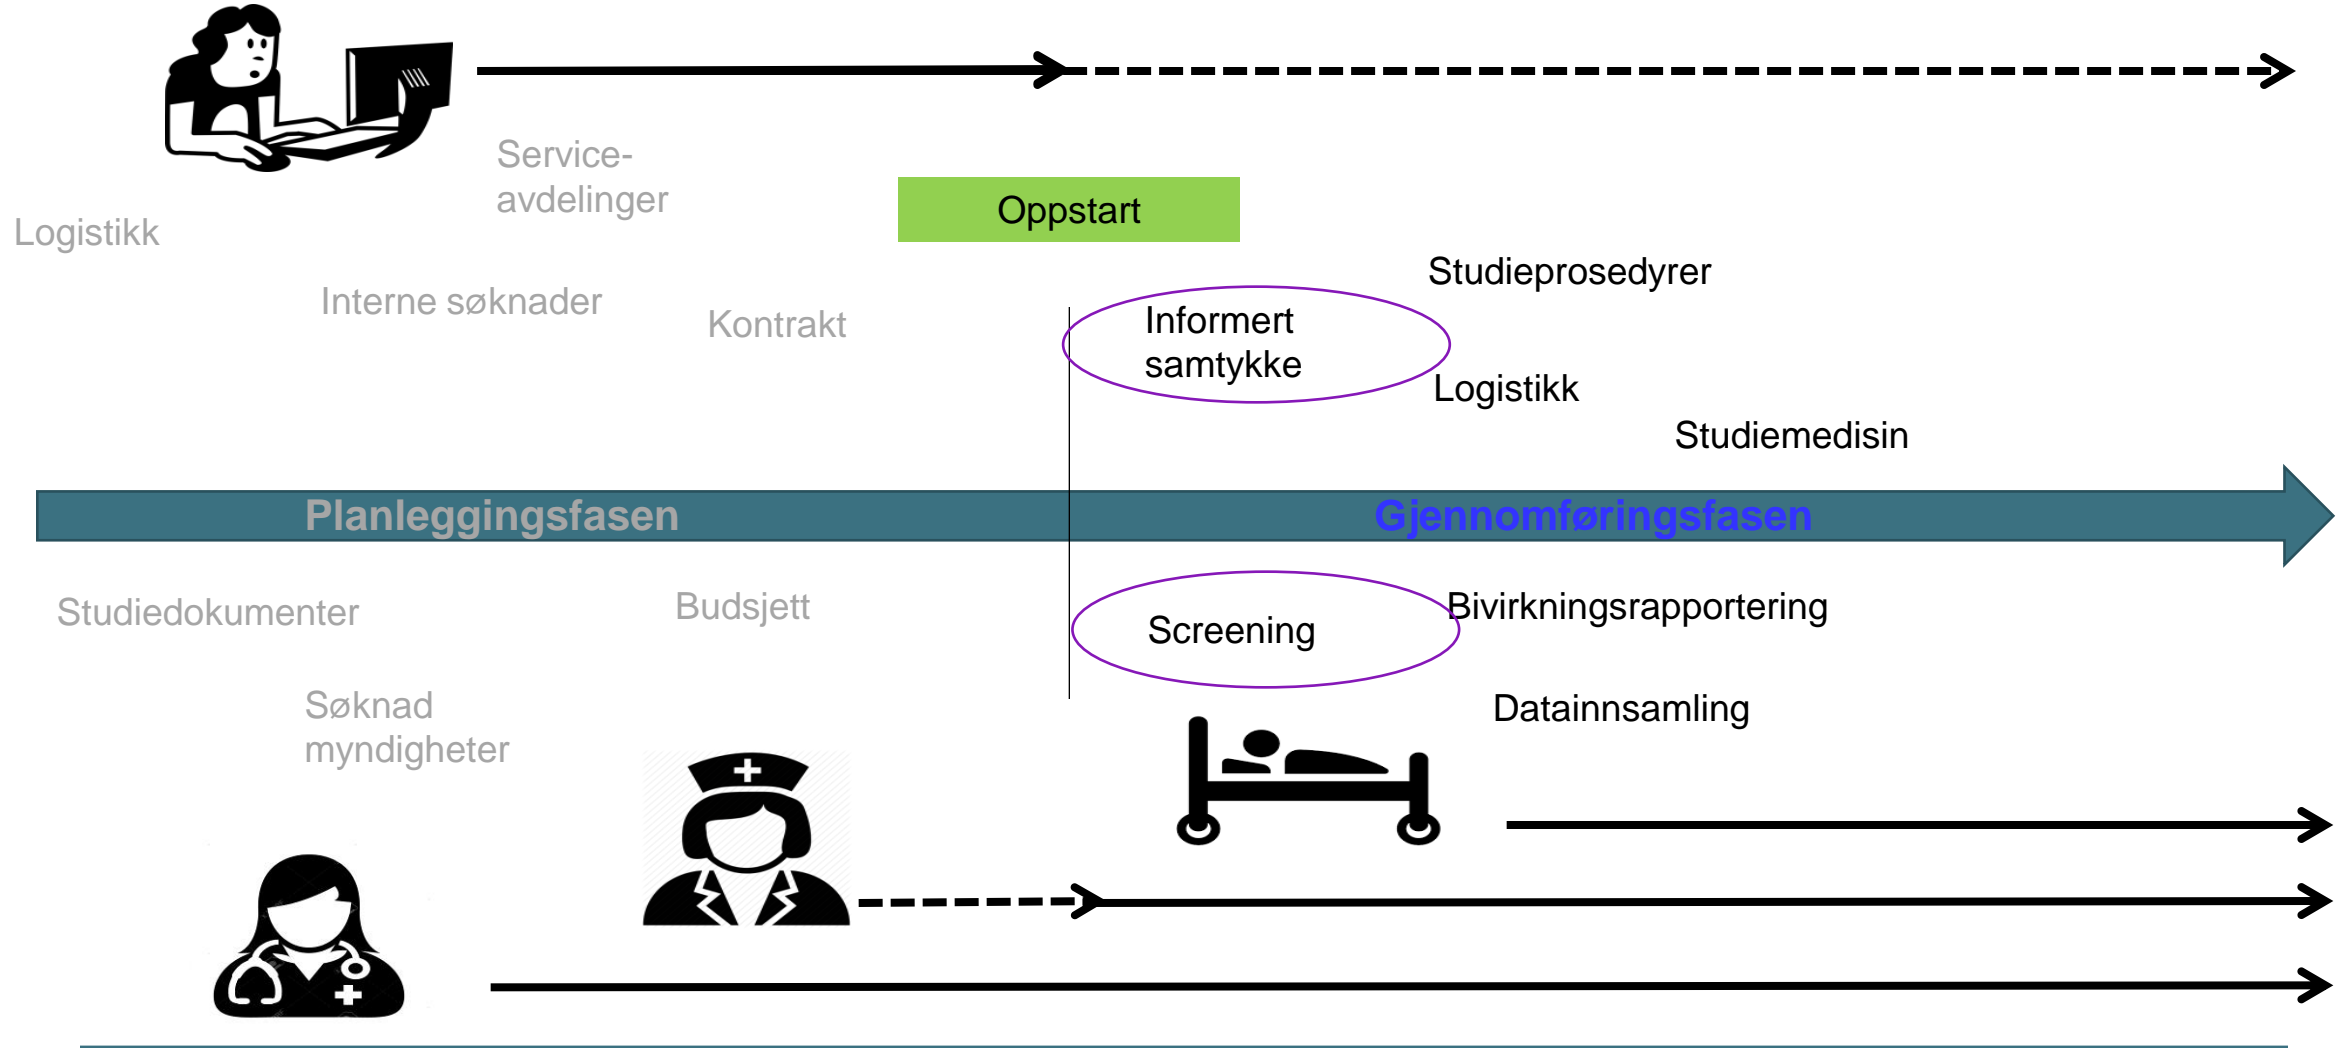 Service-
avdelinger
Oppstart
Logistikk
Studieprosedyrer
Interne søknader
Kontrakt
Informert
samtykke
Logistikk
Studiemedisin
Planleggingsfasen
Gjennomføringsfasen
Studiedokumenter
Budsjett
Screening
Bivirkningsrapportering
Søknad
myndigheter
Datainnsamling